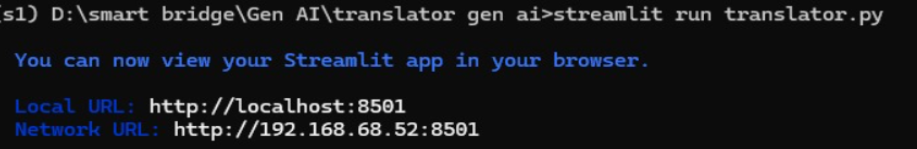 (s1) D:\smart bridge\Gen AI\translator gen ai>streamlit run translator.py
You can now view your Streamlit app in your browser.
Local URL: http://localhost:8501
Network URL: http://192.168.68.52:8501